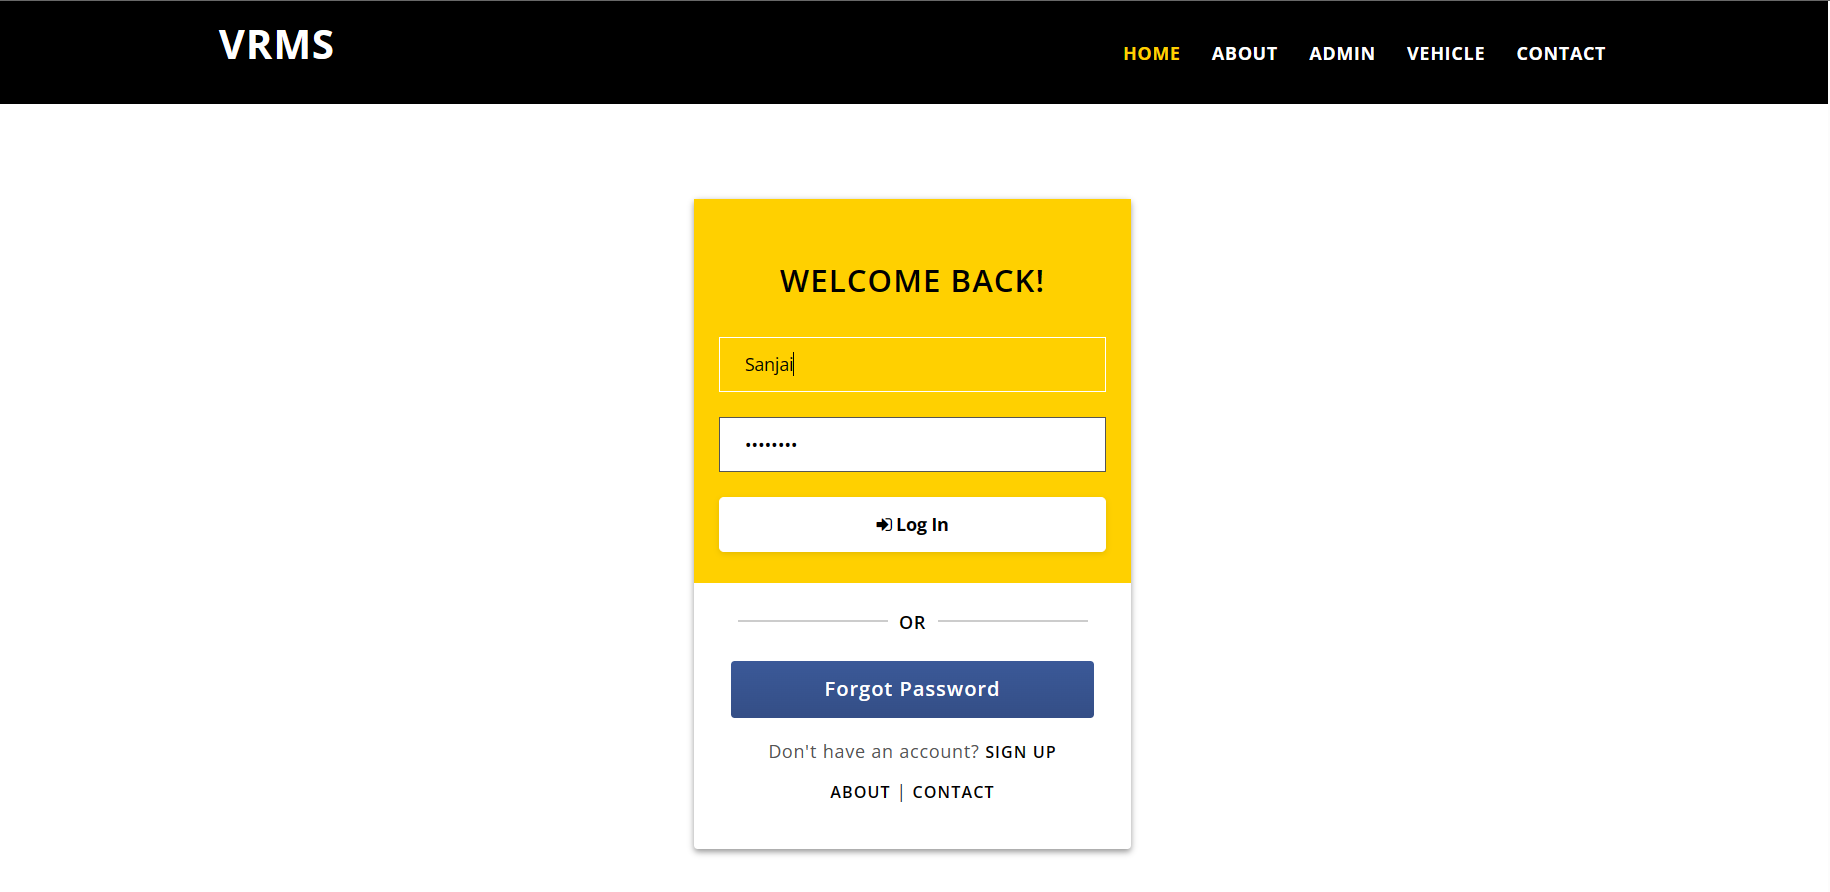 VRMS
HOME ABOUT ADMIN VEHICLE CONTACT
WELCOME BACK!
Sanjai
••••••••
Log In
OR
Forgot Password
Don't have an account? SIGN UP
ABOUT | CONTACT